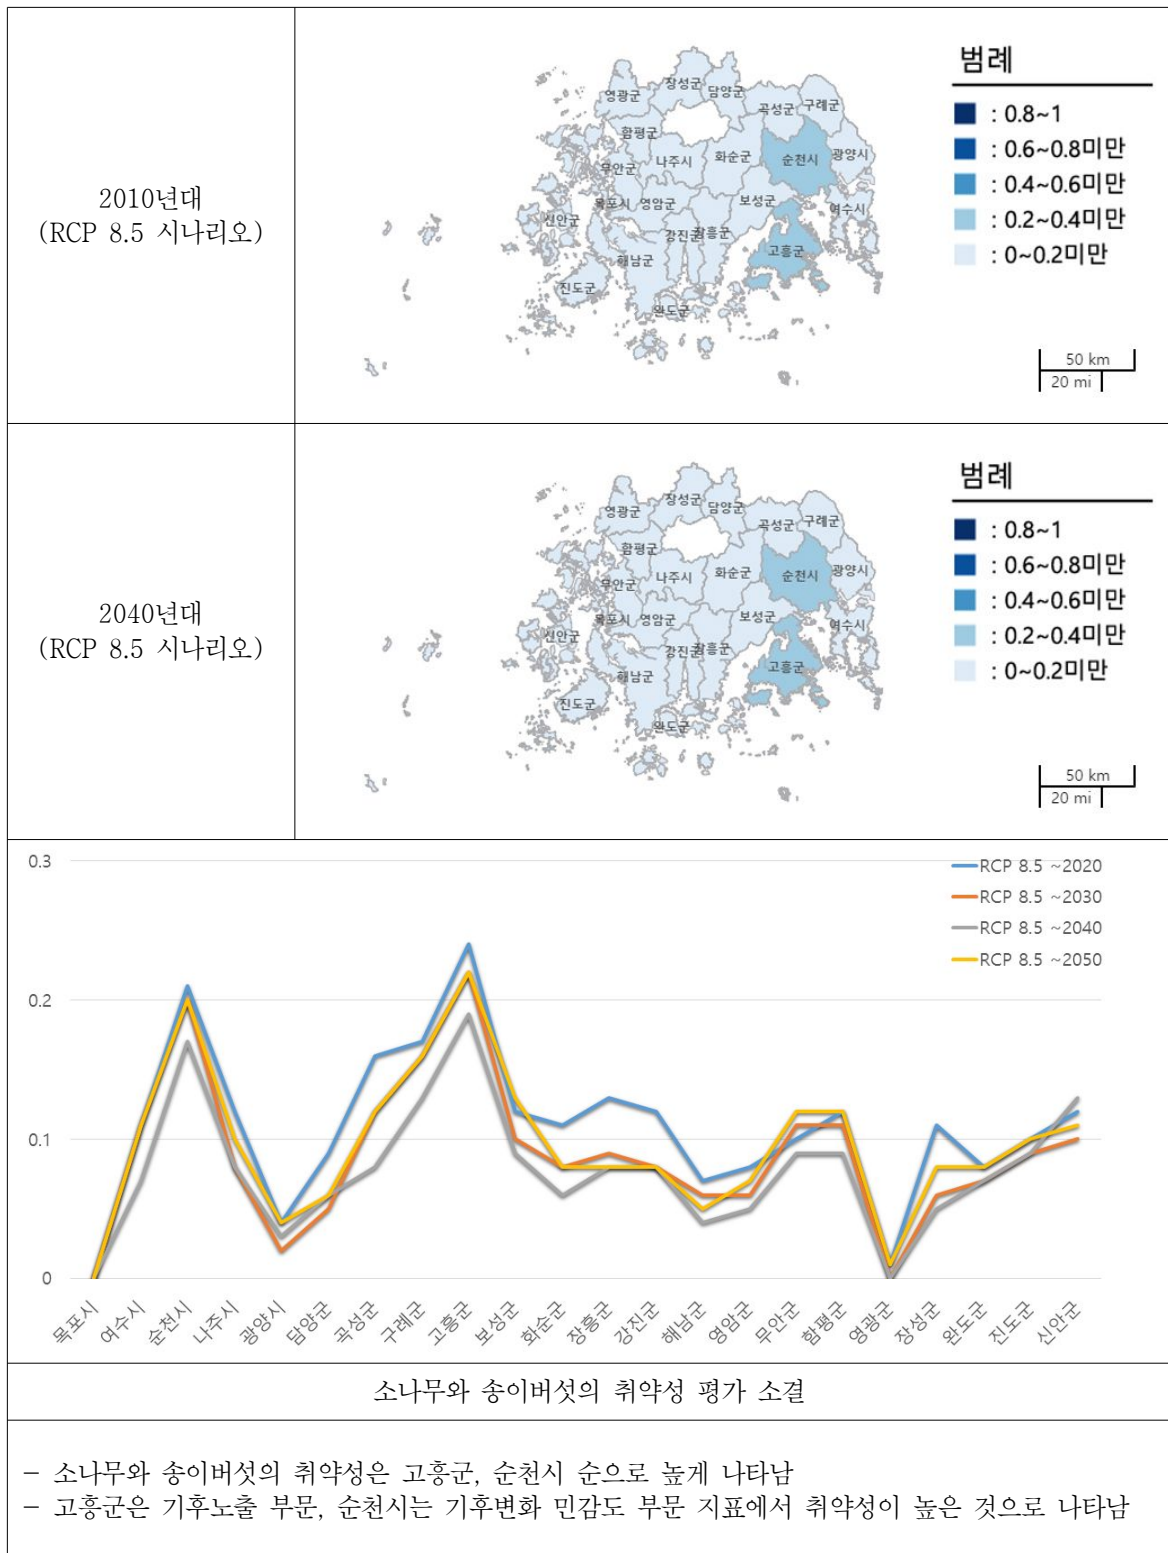 2010년대
(RCP 8.5 시나리오)
영광군
장성군
담양군
곡성군
구례군
함평군
나주시
화순군
순천시
광양시
무안군
목포시
영암군
보성군
여수시
신안군
강진군
장흥군
고흥군
해남군
진도군
완도군
범례
: 0.8~1
: 0.6~0.8미만
: 0.4~0.6미만
: 0.2~0.4미만
: 0~0.2미만
50 km
20 mi
2040년대
(RCP 8.5 시나리오)
영광군
장성군
담양군
곡성군
구례군
함평군
나주시
화순군
순천시
광양시
무안군
목포시
영암군
보성군
여수시
신안군
강진군
장흥군
고흥군
해남군
진도군
완도군
범례
: 0.8~1
: 0.6~0.8미만
: 0.4~0.6미만
: 0.2~0.4미만
: 0~0.2미만
50 km
20 mi
0.3
0.2
0.1
0
RCP 8.5 ~2020
RCP 8.5 ~2030
RCP 8.5 ~2040
RCP 8.5 ~2050
목포시
여수시
순천시
나주시
광양시
담양군
곡성군
구례군
고흥군
보성군
화순군
장흥군
강진군
해남군
영암군
무안군
함평군
영광군
장성군
완도군
진도군
신안군
소나무와 송이버섯의 취약성 평가 소결
- 소나무와 송이버섯의 취약성은 고흥군, 순천시 순으로 높게 나타남
- 고흥군은 기후노출 부문, 순천시는 기후변화 민감도 부문 지표에서 취약성이 높은 것으로 나타남